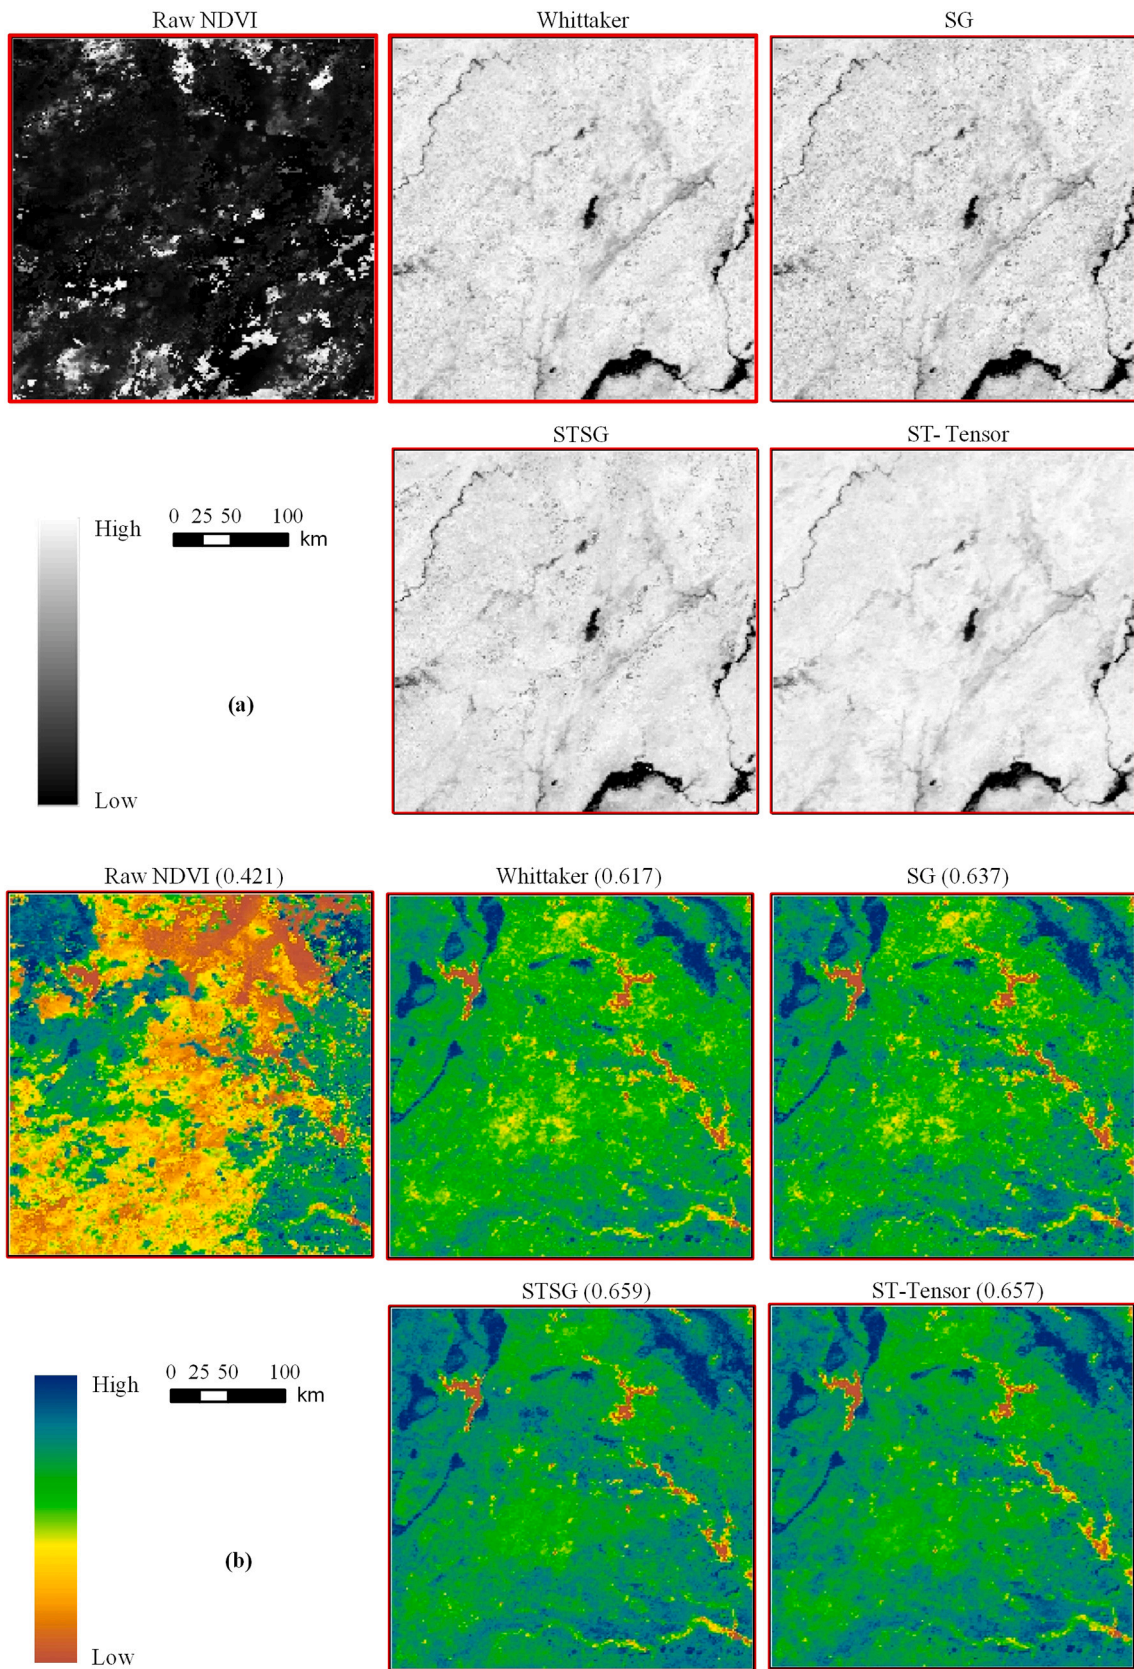 Raw NDVI
Whittaker
SG
STSG
ST- Tensor
High
0 25 50 100
km
(a)
Low
Raw NDVI (0.421)
Whittaker (0.617)
SG (0.637)
STSG (0.659)
ST-Tensor (0.657)
High
0 25 50 100
km
(b)
Low